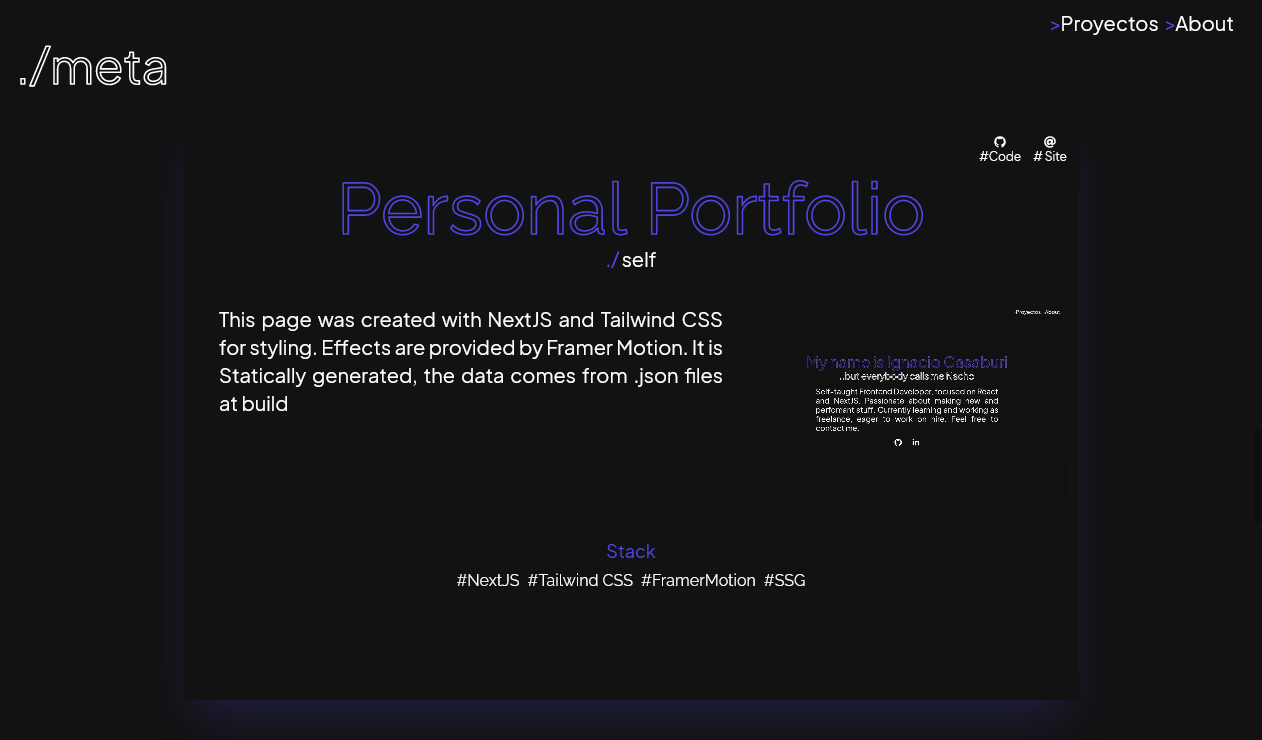 >Proyectos >About
./meta
#Code # Site
Personal Portfolio
./self
This page was created with NextJS and Tailwind CSS
for styling. Effects are provided by Framer Motion. It is
Statically generated, the data comes from .json files
at build
Proyectos About
My name is Ignacio Casaburi
..but everybody calls me Nacho
Self-taught Frontend Developer, focused on React
and NextJS. Passionate about making new and
perfomant stuff. Currently learning and working as
freelance, eager to work on hire. Feel free to
contact me.
in
Stack
#NextJS #Tailwind CSS #FramerMotion #SSG